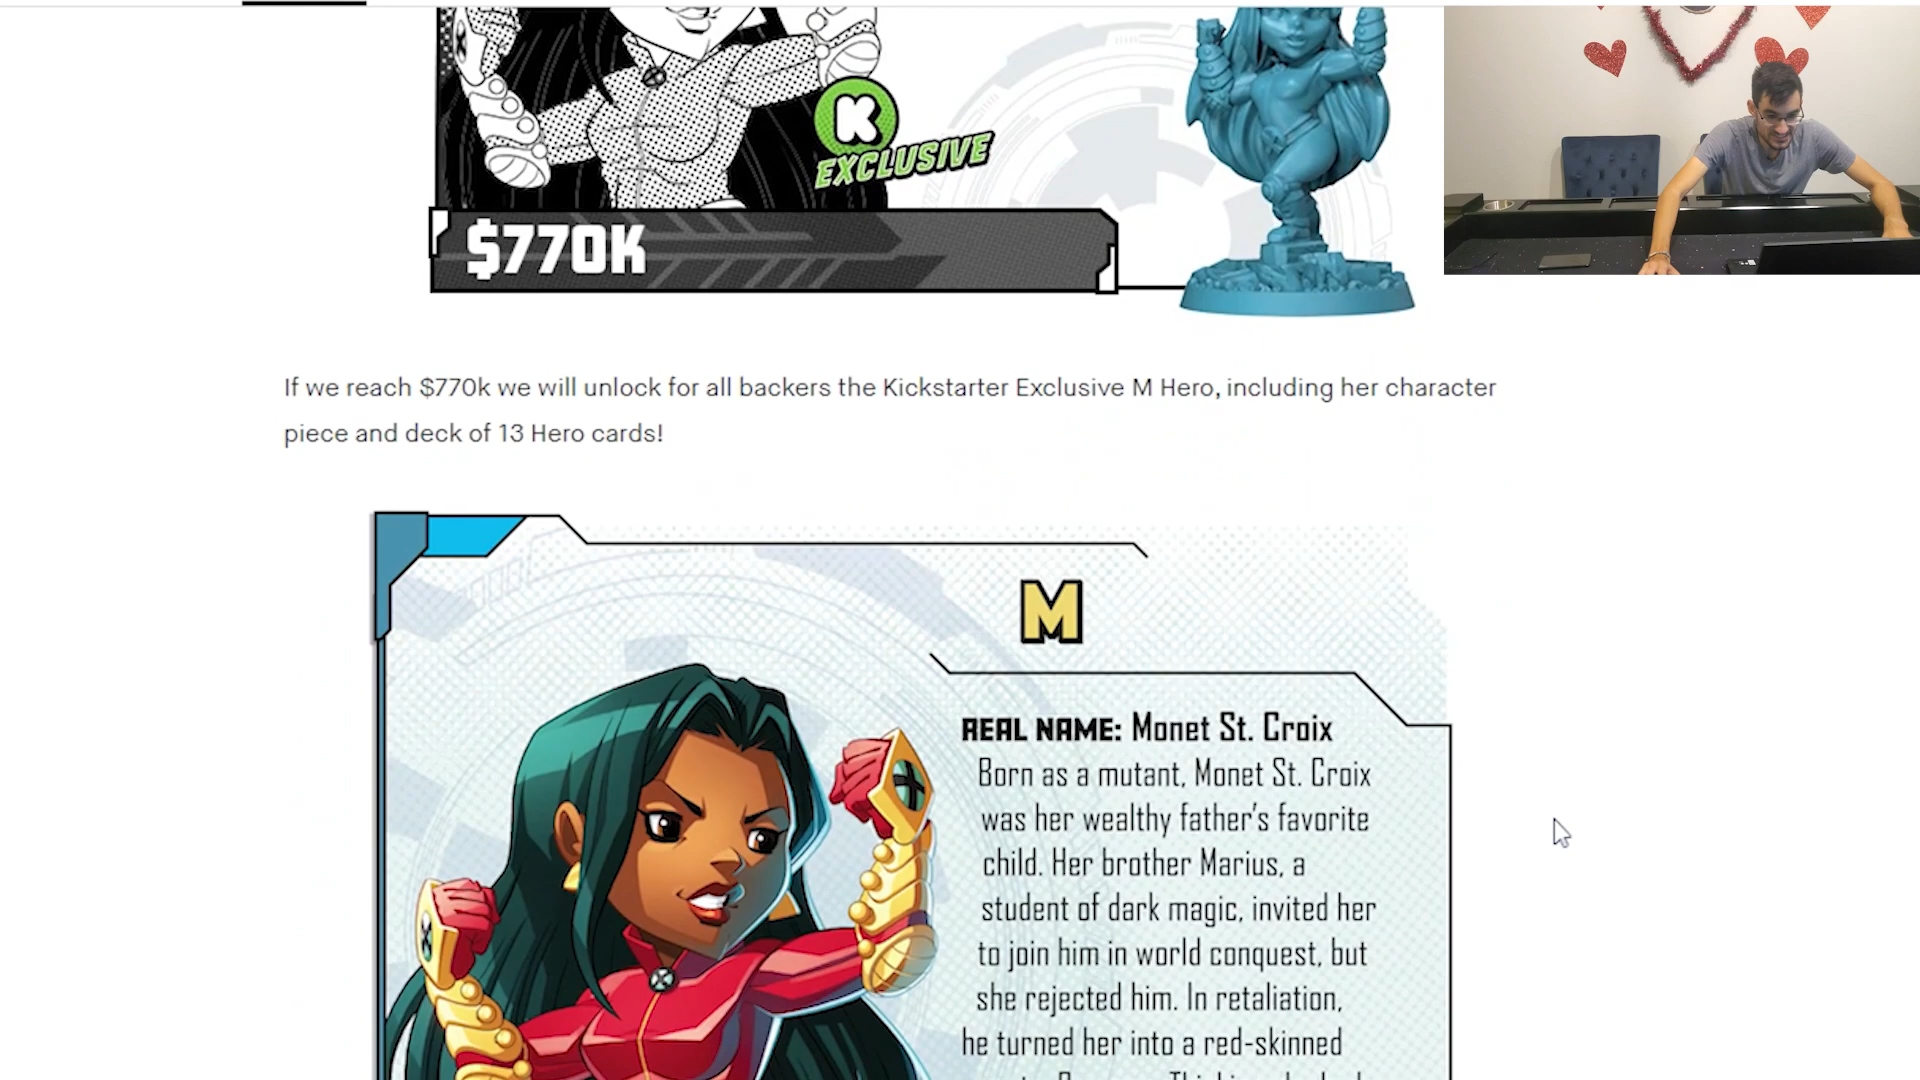 K
EXCLUSIVE
$770K
If we reach $770k we will unlock for all backers the Kickstarter Exclusive M Hero, including her character
piece and deck of 13 Hero cards!
M
REAL NAME: Monet St. Croix
Born as a mutant, Monet St. Croix
was her wealthy father's favorite
child. Her brother Marius, a
student of dark magic, invited her
to join him in world conquest, but
she rejected him. In retaliation,
he turned her into a red-skinned